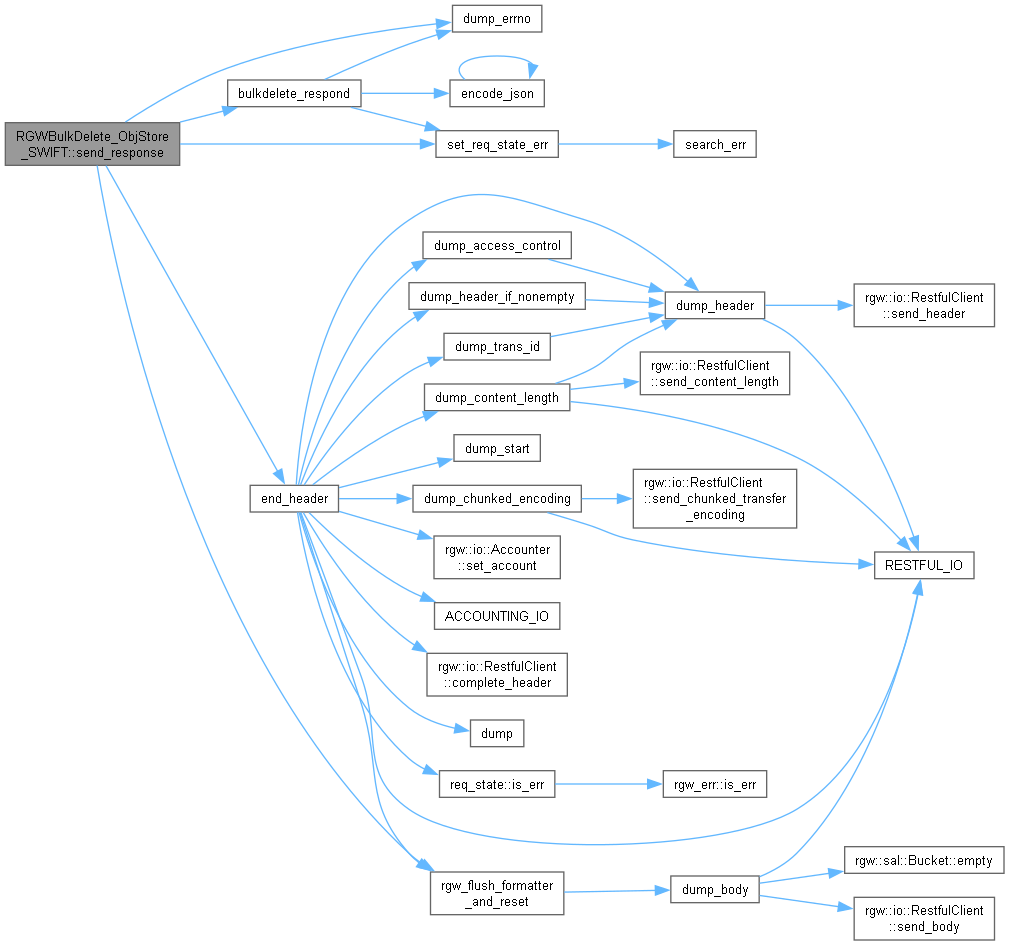 dump_errno
bulkdelete_respond
encode_json
RGWBulkDelete_ObjStore
_SWIFT::send_response
set_req_state_err
search_err
dump_access_control
dump_header_if_nonempty
dump_header
rgw::io::RestfulClient
::send_header
dump_trans_id
rgw::io::RestfulClient
::send_content_length
dump_content_length
dump_start
end_header
dump_chunked_encoding
rgw::io::RestfulClient
::send_chunked_transfer
_encoding
rgw::io::Accounter
::set_account
RESTFUL_IO
ACCOUNTING_IO
rgw::io::RestfulClient
::complete_header
dump
req_state::is_err
rgw_err::is_err
rgw::sal::Bucket::empty
rgw_flush_formatter
_and_reset
dump_body
rgw::io::RestfulClient
::send_body